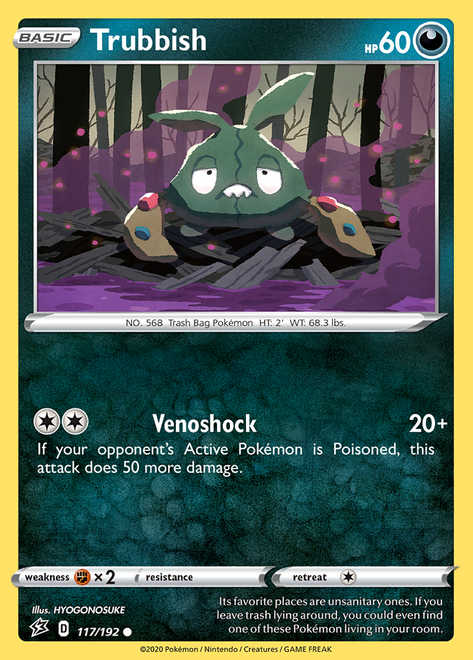 BASIC Trubbish HP60
NO. 568 Trash Bag Pokémon HT: 2' WT: 68.3 lbs.
Venoshock 20+
If your opponent's Active Pokémon is Poisoned, this
attack does 50 more damage.
weakness ×2 resistance retreat
Illus. HYOGONOSUKE
D 117/192
Its favorite places are unsanitary ones. If you
leave trash lying around, you could even find
one of these Pokémon living in your room.
©2020 Pokémon / Nintendo / Creatures / GAME FREAK